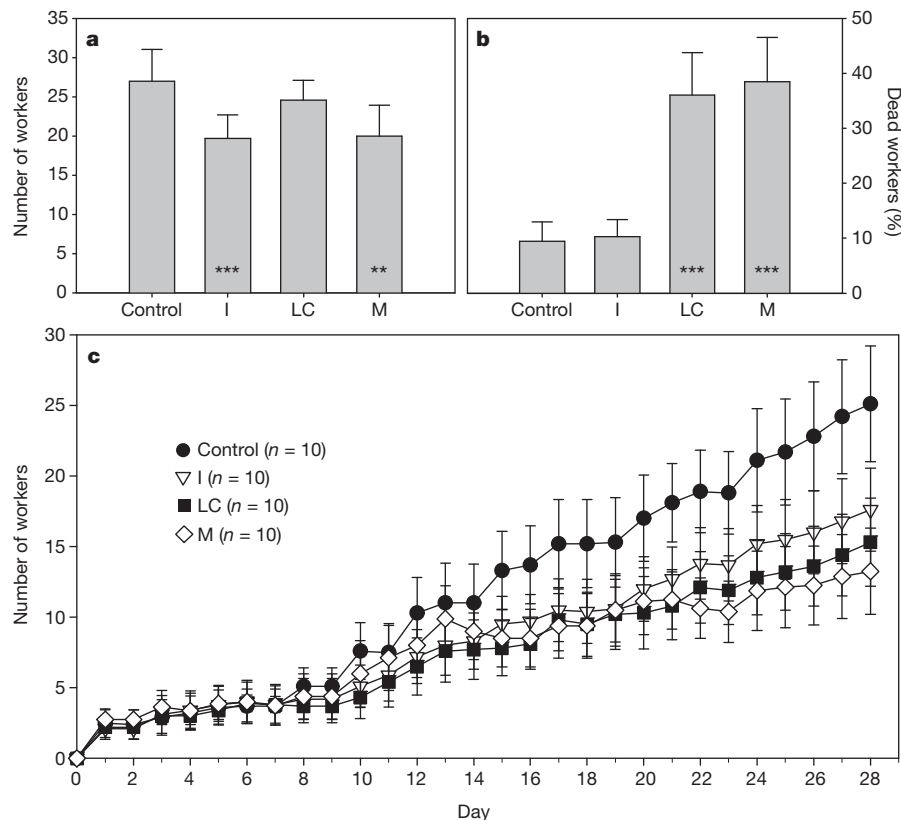 a
Number of workers
35
30
25
20
15
10
5
0
***
**
Control
I
LC
M
b
Dead workers (%)
50
40
30
20
10
0
***
***
Control
I
LC
M
c
Number of workers
30
25
20
15
10
5
0
Control (n = 10)
I (n = 10)
LC (n = 10)
M (n = 10)
0 2 4 6 8 10 12 14 16 18 20 22 24 26 28
Day